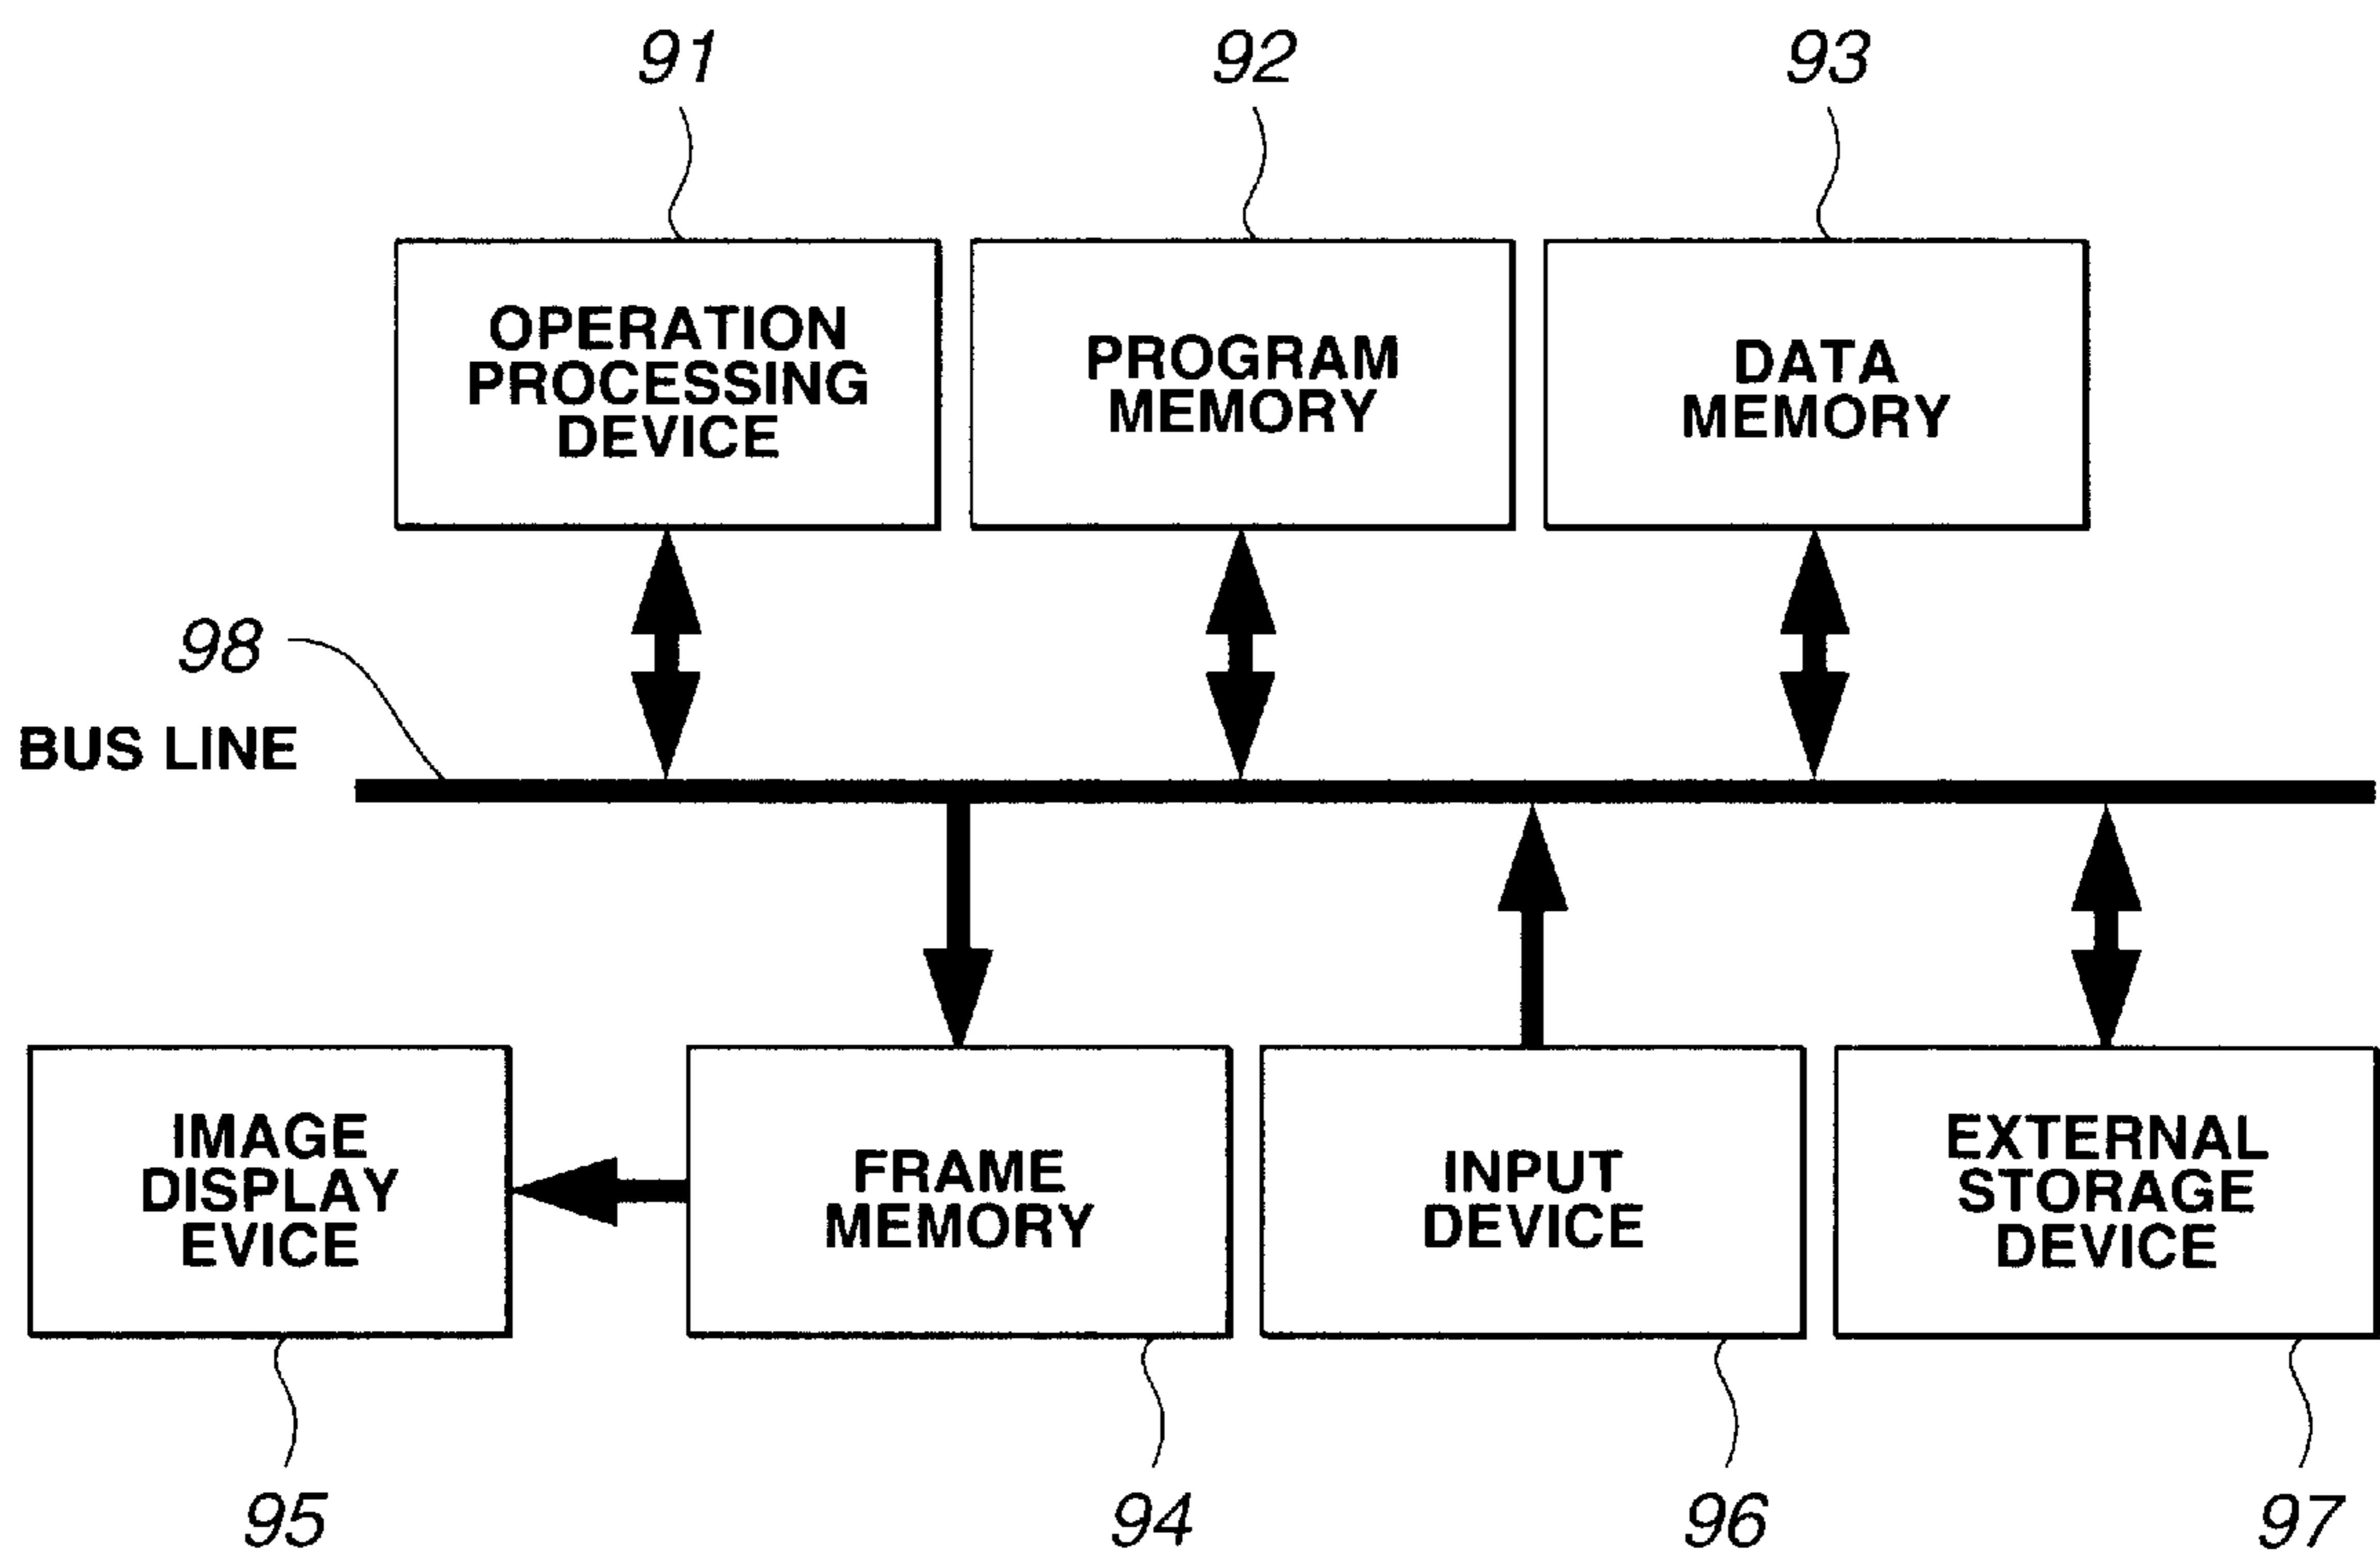 91
92
93
OPERATION
PROCESSING
DEVICE
PROGRAM
MEMORY
DATA
MEMORY
98
BUS LINE
IMAGE
DISPLAY
EVICE
FRAME
MEMORY
INPUT
DEVICE
EXTERNAL
STORAGE
DEVICE
95
94
96
97